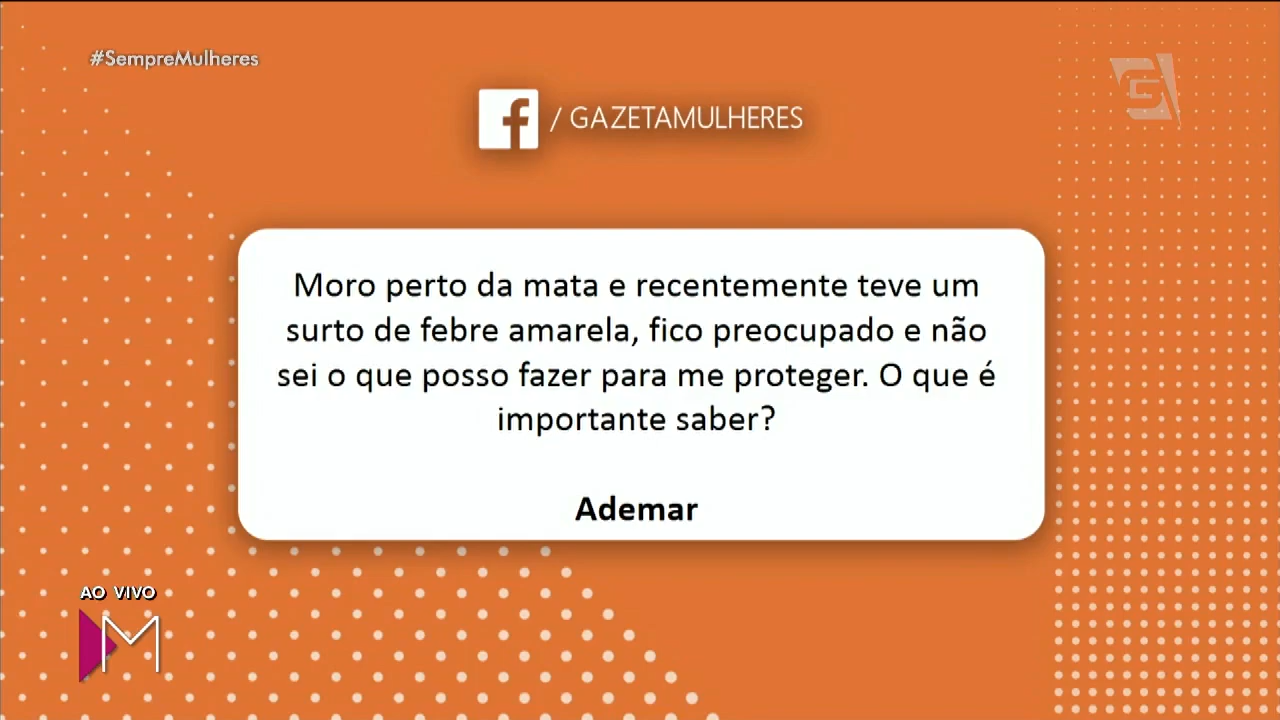 #SempreMulheres
/ GAZETAMULHERES
Moro perto da mata e recentemente teve um
surto de febre amarela, fico preocupado e não
sei o que posso fazer para me proteger. O que é
importante saber?
Ademar
AO VIVO
M